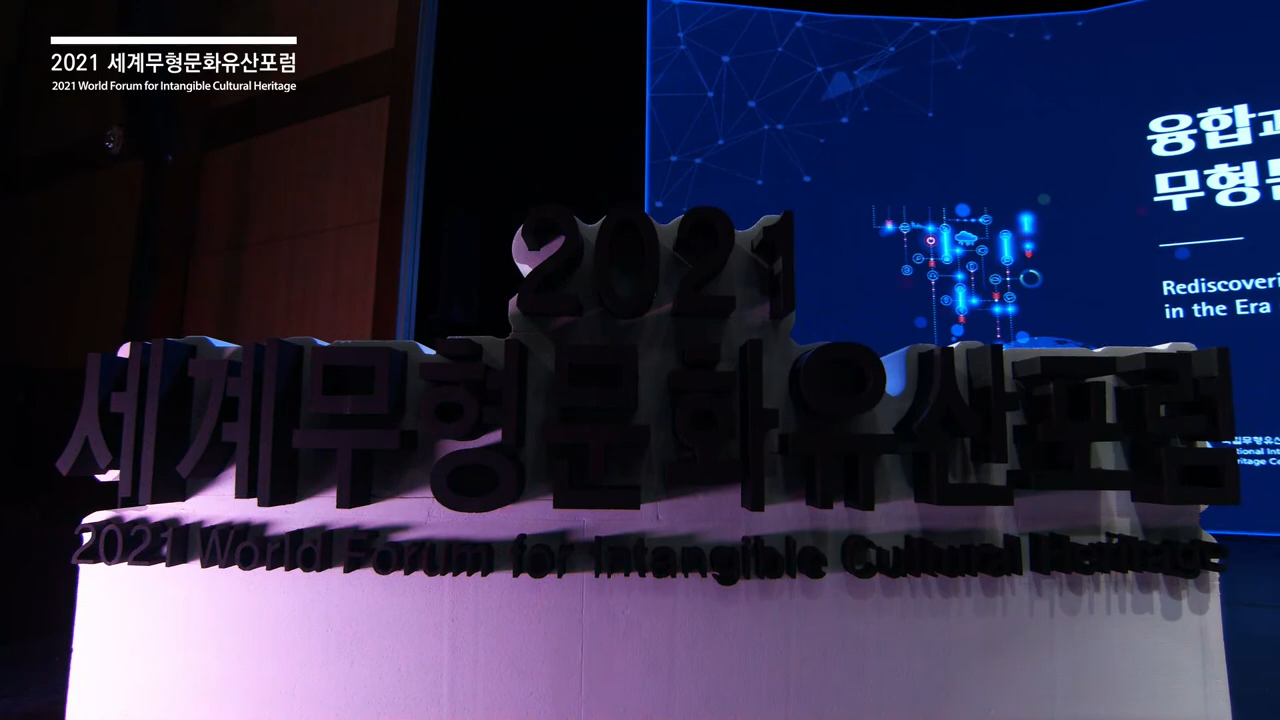 2021 세계무형문화유산포럼
2021 World Forum for Intangible Cultural Heritage
융합과
무형
Rediscoveri
in the Era
2021
세계무형문화유산포럼
2021 World Forum for Intangible Cultural Heritage